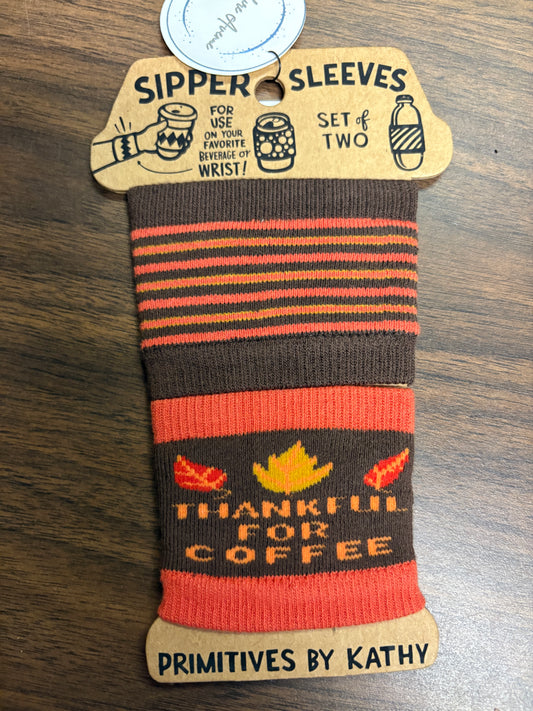 SIPPER SLEEVES
FOR
USE
ON YOUR
FAVORITE
BEVERAGE OR
WRIST!
SET of
TWO
THANKFUL
FOR
COFFEE
PRIMITIVES BY KATHY